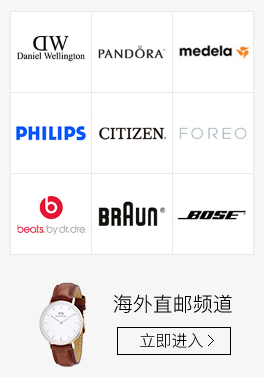 DW
Daniel Wellington
PANDÖRA™
medela
PHILIPS
CITIZEN®
FOREO
b
beats by dr. dre.
BRAUN®
BOSE®
海外直邮频道
立即进入 >